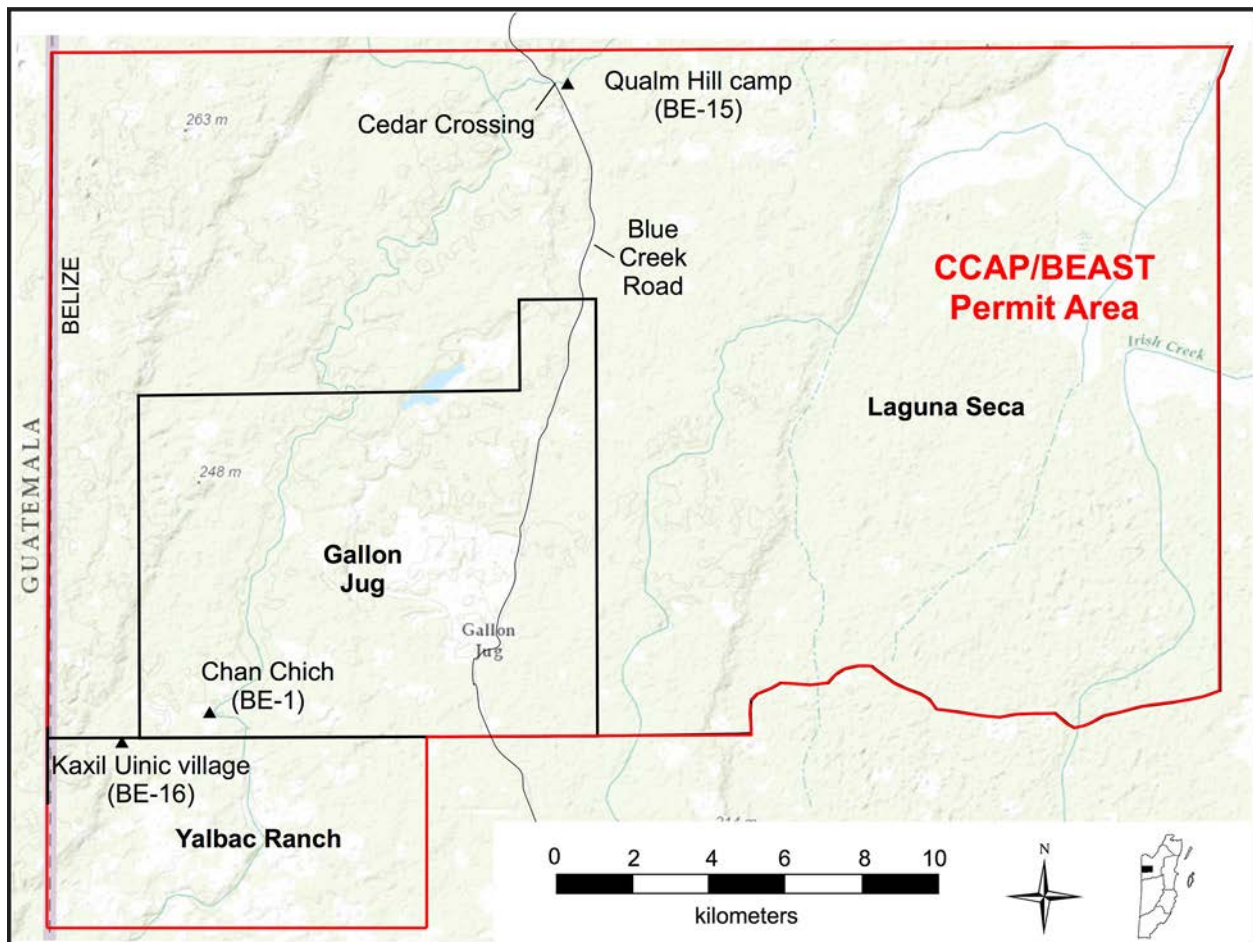 Qualm Hill camp
(BE-15)
Cedar Crossing
263 m
Blue
Creek
Road
BELIZE
CCAP/BEAST
Permit Area
Irish Creek
Laguna Seca
GUATEMALA
248 m
Gallon
Jug
Gallon
Jug
Chan Chich
(BE-1)
Kaxil Uinic village
(BE-16)
Yalbac Ranch
0 2 4 6 8 10
kilometers
N